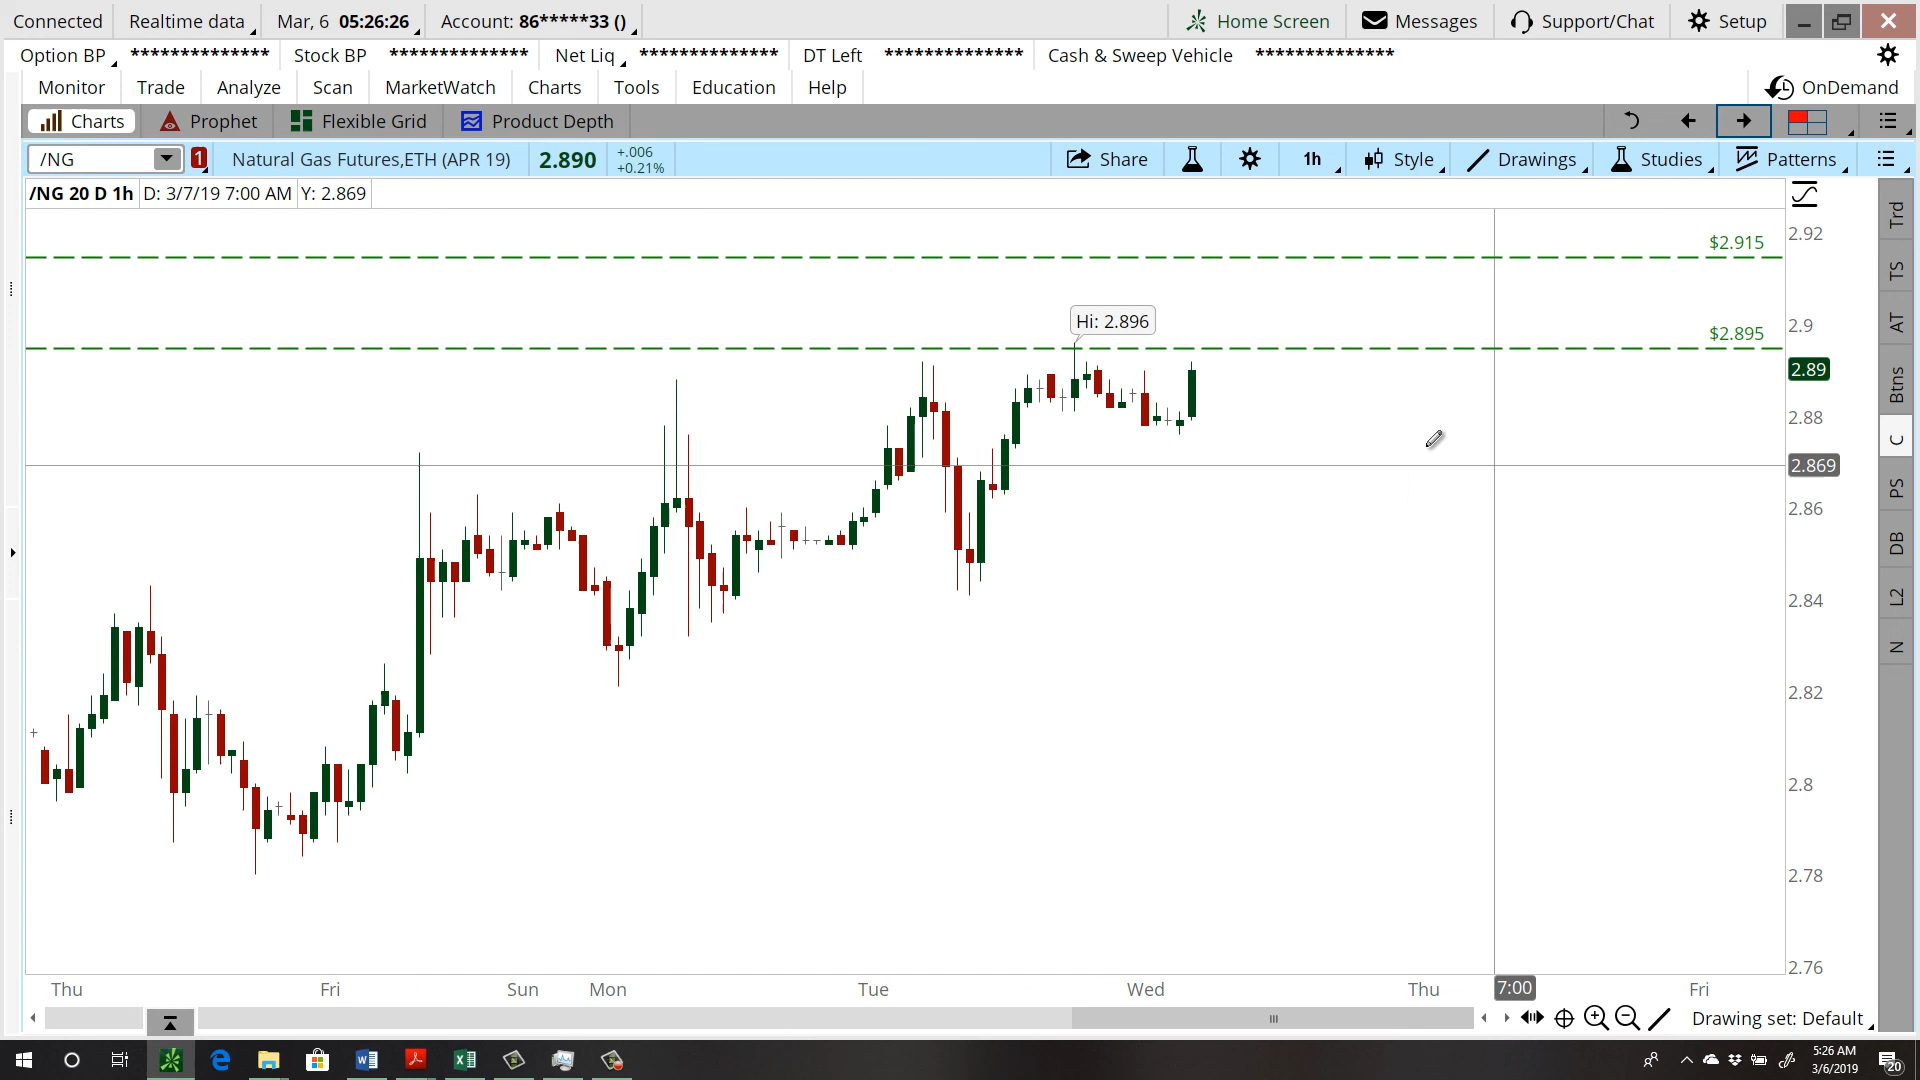 Connected Realtime data Mar, 6 05:26:26 Account: 86*****33 () Home Screen Messages Support/Chat Setup
Option BP ************** Stock BP ************** Net Liq ************** DT Left ************** Cash & Sweep Vehicle **************
Monitor Trade Analyze Scan MarketWatch Charts Tools Education Help OnDemand
Charts Prophet Flexible Grid Product Depth
/NG 1 Natural Gas Futures,ETH (APR 19) 2.890 +.006 +0.21% Share 1h Style Drawings Studies Patterns
/NG 20 D 1h D: 3/7/19 7:00 AM Y: 2.869
Trd
2.92
$2.915
TS
Hi: 2.896
AT
2.9
$2.895
2.89
Btns
2.88
C
2.869
PS
2.86
DB
2.84
L2
N
2.82
2.8
2.78
2.76
Thu Fri Sun Mon Tue Wed Thu 7:00 Fri
Drawing set: Default
5:26 AM
3/6/2019
20